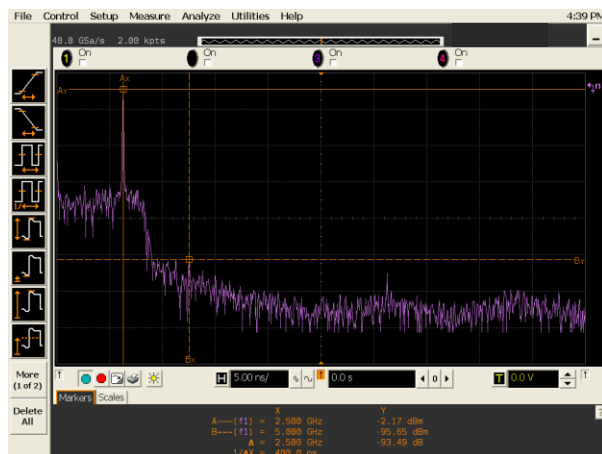 File Control Setup Measure Analyze Utilities Help 4:39 PM
40.0 GSa/s 2.00 kpts
1 On On 3 On 4 On
Ax
Ay
f1
By
Bx
More
(1 of 2)
Delete
All
H 5.00 ns/ T 0.0 s 0 T 0.0 V
Markers Scales
X Y
A (f1) = 2.500 GHz -2.17 dBm
B (f1) = 5.000 GHz -95.65 dBm
Δ = 2.500 GHz -93.49 dB
1/ΔX = 400.0 ps